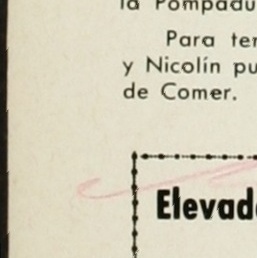 la Pompadu
Para ter
y Nicolín pu
de Comer.
Elevad